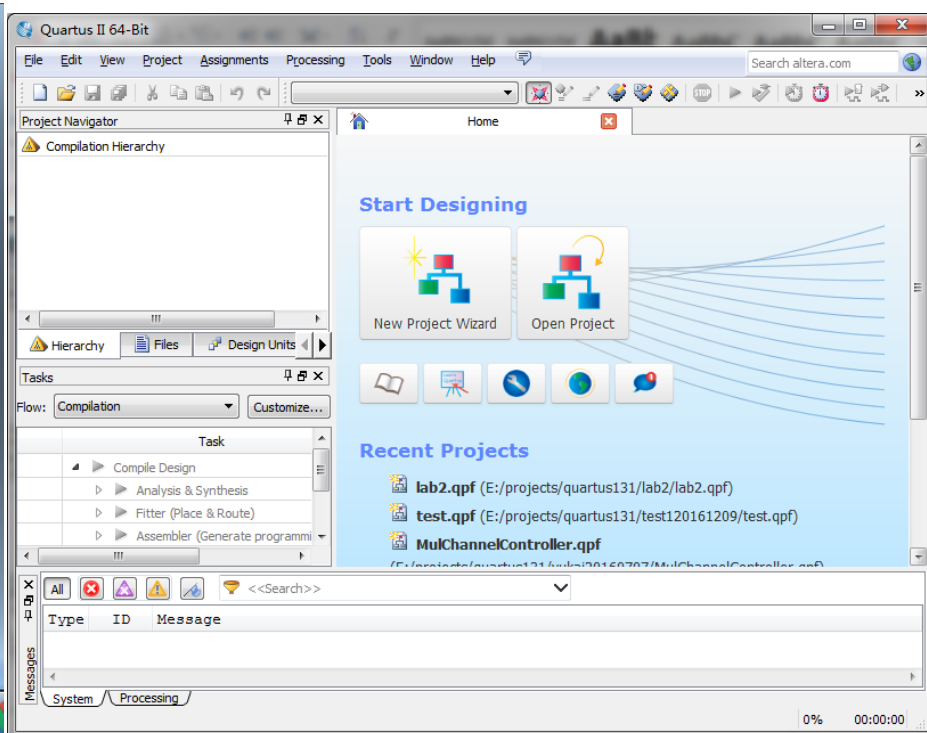 Quartus II 64-Bit
File Edit View Project Assignments Processing Tools Window Help Search altera.com
STOP
Project Navigator
Home
Compilation Hierarchy
Start Designing
New Project Wizard Open Project
Hierarchy Files Design Units
Tasks
Flow: Compilation Customize...
Task
Compile Design
Analysis & Synthesis
Fitter (Place & Route)
Assembler (Generate programmi
Recent Projects
lab2.qpf (E:/projects/quartus131/lab2/lab2.qpf)
test.qpf (E:/projects/quartus131/test120161209/test.qpf)
MulChannelController.qpf
All <<Search>>
Type ID Message
Messages
System Processing
0% 00:00:00